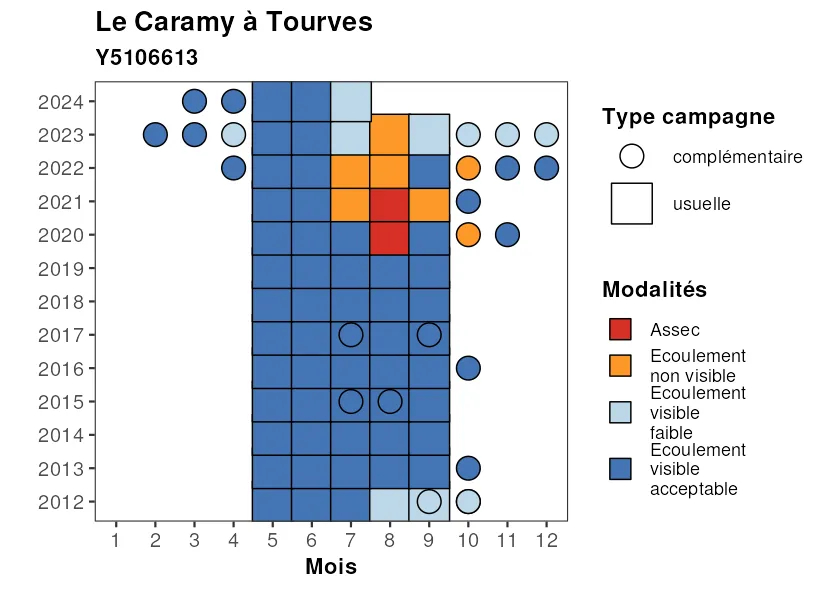 Le Caramy à Tourves
Y5106613
2024
2023
2022
2021
2020
2019
2018
2017
2016
2015
2014
2013
2012
1 2 3 4 5 6 7 8 9 10 11 12
Mois
Type campagne
complémentaire
usuelle
Modalités
Assec
Ecoulement
non visible
Ecoulement
visible
faible
Ecoulement
visible
acceptable